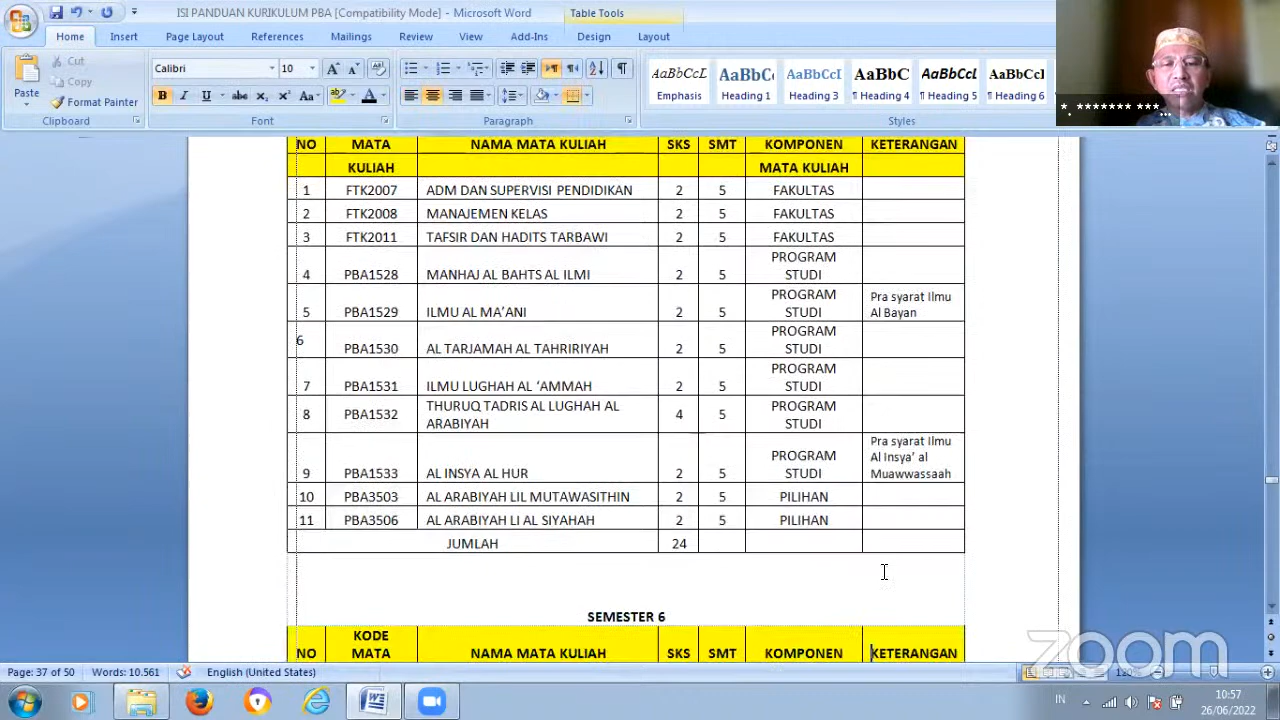 ISI PANDUAN KURIKULUM PBA [Compatibility Mode] - Microsoft Word
Table Tools
Home Insert Page Layout References Mailings Review View Add-Ins Design Layout
Paste
Cut
Copy
Format Painter
Clipboard
Calibri 10
Font
Paragraph
AaBbCcL Emphasis
AaBbCc Heading 1
AaBbCcI Heading 3
AaBbCc ¶ Heading 4
AaBbCcI ¶ Heading 5
AaBbCc ¶ Heading 6
Styles
*. ******* ***...
NO MATA NAMA MATA KULIAH SKS SMT KOMPONEN KETERANGAN
KULIAH MATA KULIAH
1 FTK2007 ADM DAN SUPERVISI PENDIDIKAN 2 5 FAKULTAS
2 FTK2008 MANAJEMEN KELAS 2 5 FAKULTAS
3 FTK2011 TAFSIR DAN HADITS TARBAWI 2 5 FAKULTAS
4 PBA1528 MANHAJ AL BAHTS AL ILMI 2 5 PROGRAM STUDI
5 PBA1529 ILMU AL MA’ANI 2 5 PROGRAM STUDI Pra syarat Ilmu Al Bayan
6 PBA1530 AL TARJAMAH AL TAHRIRIYAH 2 5 PROGRAM STUDI
7 PBA1531 ILMU LUGHAH AL ‘AMMAH 2 5 PROGRAM STUDI
8 PBA1532 THURUQ TADRIS AL LUGHAH AL ARABIYAH 4 5 PROGRAM STUDI
9 PBA1533 AL INSYA AL HUR 2 5 PROGRAM STUDI Pra syarat Ilmu Al Insya’ al Muawwassaah
10 PBA3503 AL ARABIYAH LIL MUTAWASITHIN 2 5 PILIHAN
11 PBA3506 AL ARABIYAH LI AL SIYAHAH 2 5 PILIHAN
JUMLAH 24
SEMESTER 6
NO KODE MATA NAMA MATA KULIAH SKS SMT KOMPONEN KETERANGAN
zoom
Page: 37 of 50 Words: 10.561 English (United States) 120%
IN 10:57
26/06/2022